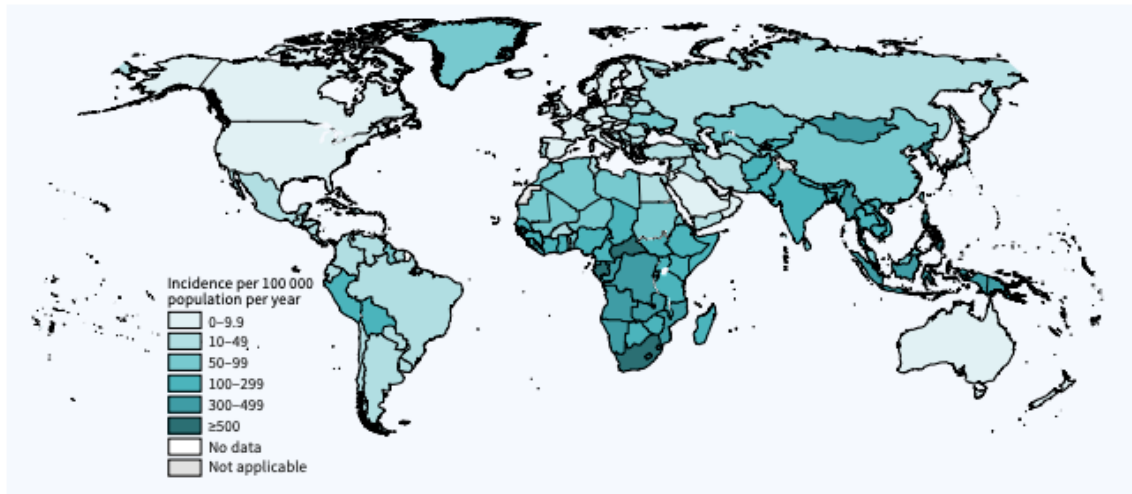 Incidence per 100 000
population per year
0–9.9
10–49
50–99
100–299
300–499
≥500
No data
Not applicable